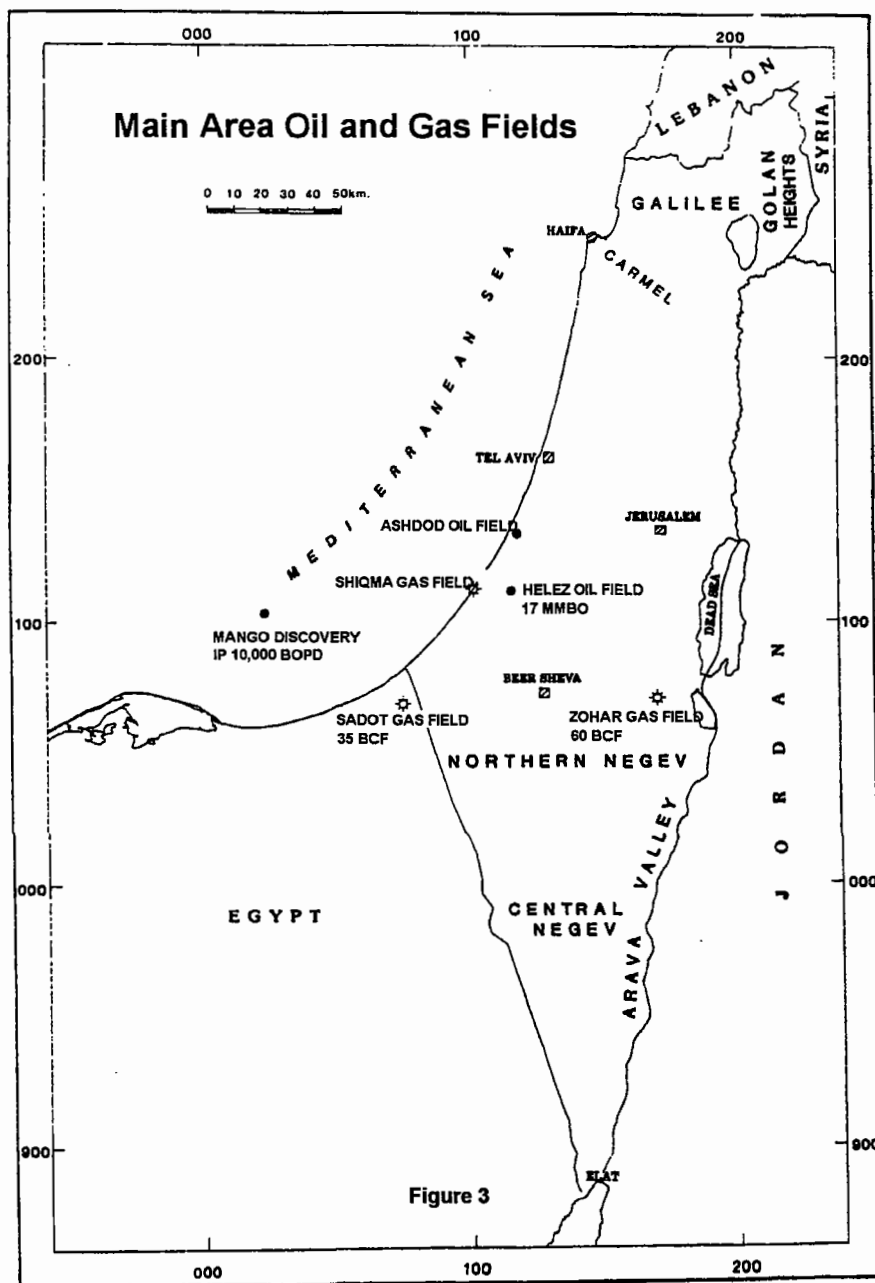 000 100 200
Main Area Oil and Gas Fields
0 10 20 30 40 50km.
LEBANON
SYRIA
GOLAN
HEIGHTS
GALILEE
HAIFA
CARMEL
MEDITERRANEAN SEA
200 200
TEL AVIV
ASHDOD OIL FIELD
JERUSALEM
SHIQMA GAS FIELD
HELEZ OIL FIELD
17 MMBO
DEAD SEA
100 100
MANGO DISCOVERY
IP 10,000 BOPD
BEER SHEVA
SADOT GAS FIELD
35 BCF
ZOHAR GAS FIELD
60 BCF
NORTHERN NEGEV
JORDAN
ARAVA VALLEY
000 000
EGYPT
CENTRAL
NEGEV
900 900
ELAT
Figure 3
000 100 200